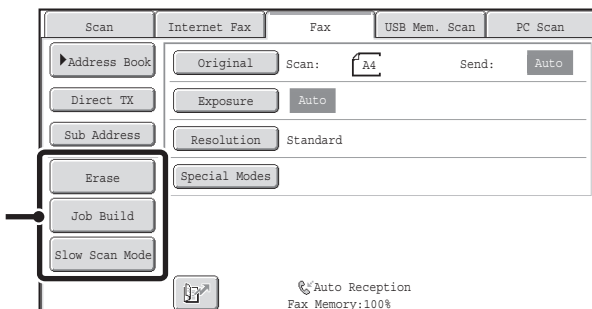 Scan Internet Fax Fax USB Mem. Scan PC Scan
Address Book Original Scan: A4 Send: Auto
Direct TX Exposure Auto
Sub Address Resolution Standard
Erase Special Modes
Job Build
Slow Scan Mode
Auto Reception
Fax Memory:100%